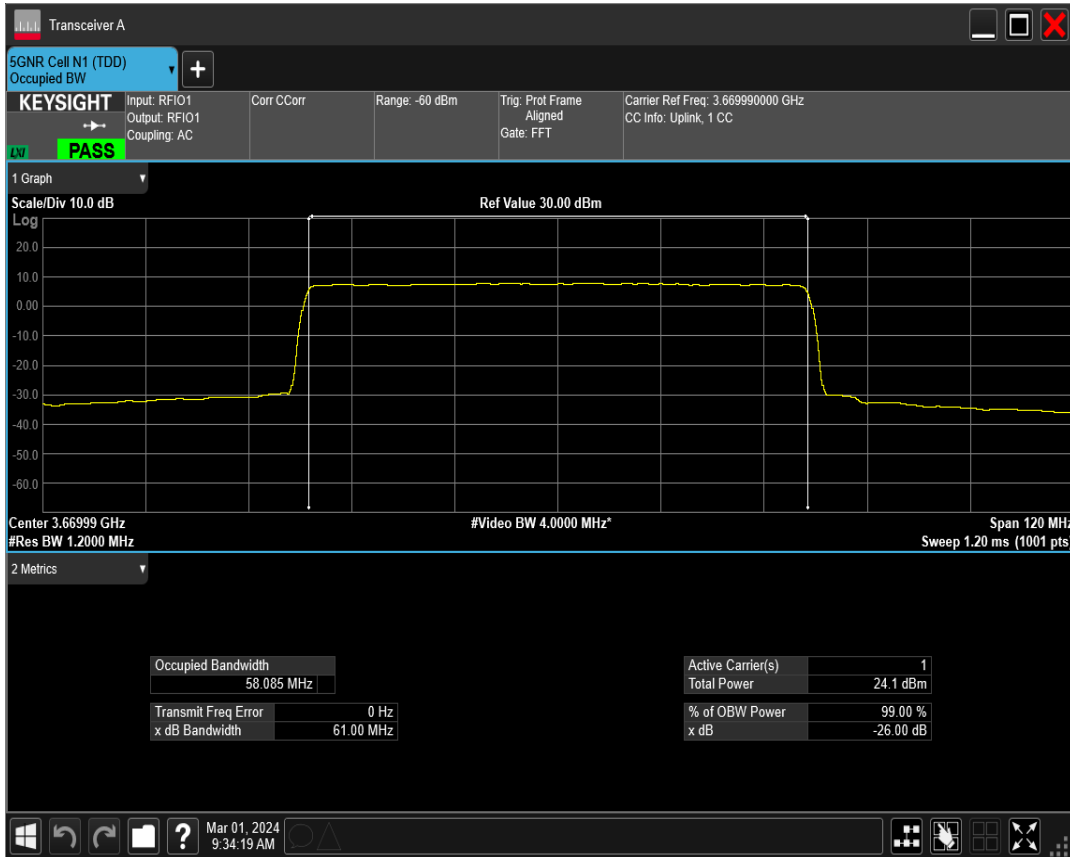 Transceiver A
5GNR Cell N1 (TDD)
Occupied BW
+
KEYSIGHT
LXI
PASS
Input: RFIO1
Output: RFIO1
Coupling: AC
Corr CCorr
Range: -60 dBm
Trig: Prot Frame
Aligned
Gate: FFT
Carrier Ref Freq: 3.669990000 GHz
CC Info: Uplink, 1 CC
1 Graph
Scale/Div 10.0 dB
Ref Value 30.00 dBm
Log
20.0
10.0
0.00
-10.0
-20.0
-30.0
-40.0
-50.0
-60.0
Center 3.66999 GHz
#Video BW 4.0000 MHz*
Span 120 MHz
#Res BW 1.2000 MHz
Sweep 1.20 ms (1001 pts)
2 Metrics
Occupied Bandwidth
58.085 MHz
Transmit Freq Error 0 Hz
x dB Bandwidth 61.00 MHz
Active Carrier(s) 1
Total Power 24.1 dBm
% of OBW Power 99.00 %
x dB -26.00 dB
?
Mar 01, 2024
9:34:19 AM